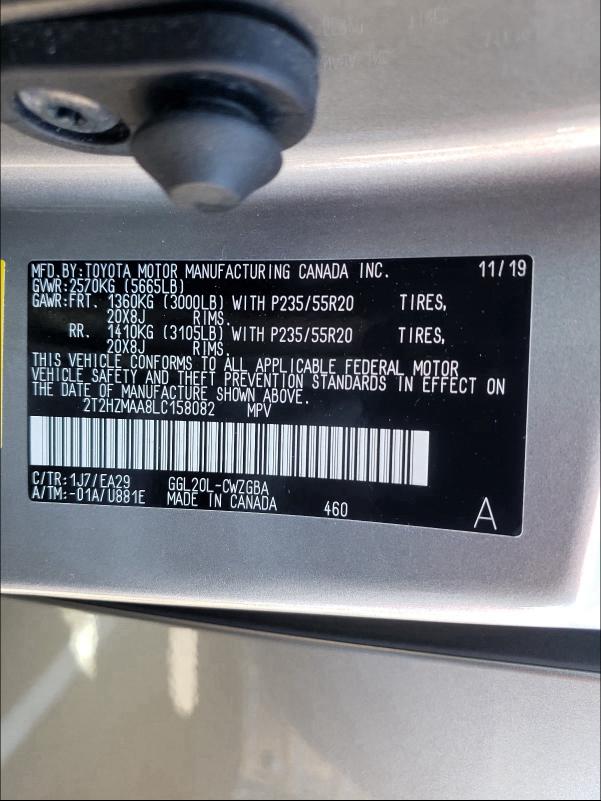 MFD.BY:TOYOTA MOTOR MANUFACTURING CANADA INC. 11/19
GVWR:2570KG (5665LB)
GAWR:FRT. 1360KG (3000LB) WITH P235/55R20 TIRES,
20X8J RIMS.
RR. 1410KG (3105LB) WITH P235/55R20 TIRES,
20X8J RIMS.
THIS VEHICLE CONFORMS TO ALL APPLICABLE FEDERAL MOTOR
VEHICLE SAFETY AND THEFT PREVENTION STANDARDS IN EFFECT ON
THE DATE OF MANUFACTURE SHOWN ABOVE.
2T2HZMAA8LC158082 MPV
C/TR:1J7/EA29 GGL20L-CWZGBA
A/TM:-01A/U881E MADE IN CANADA 460 A